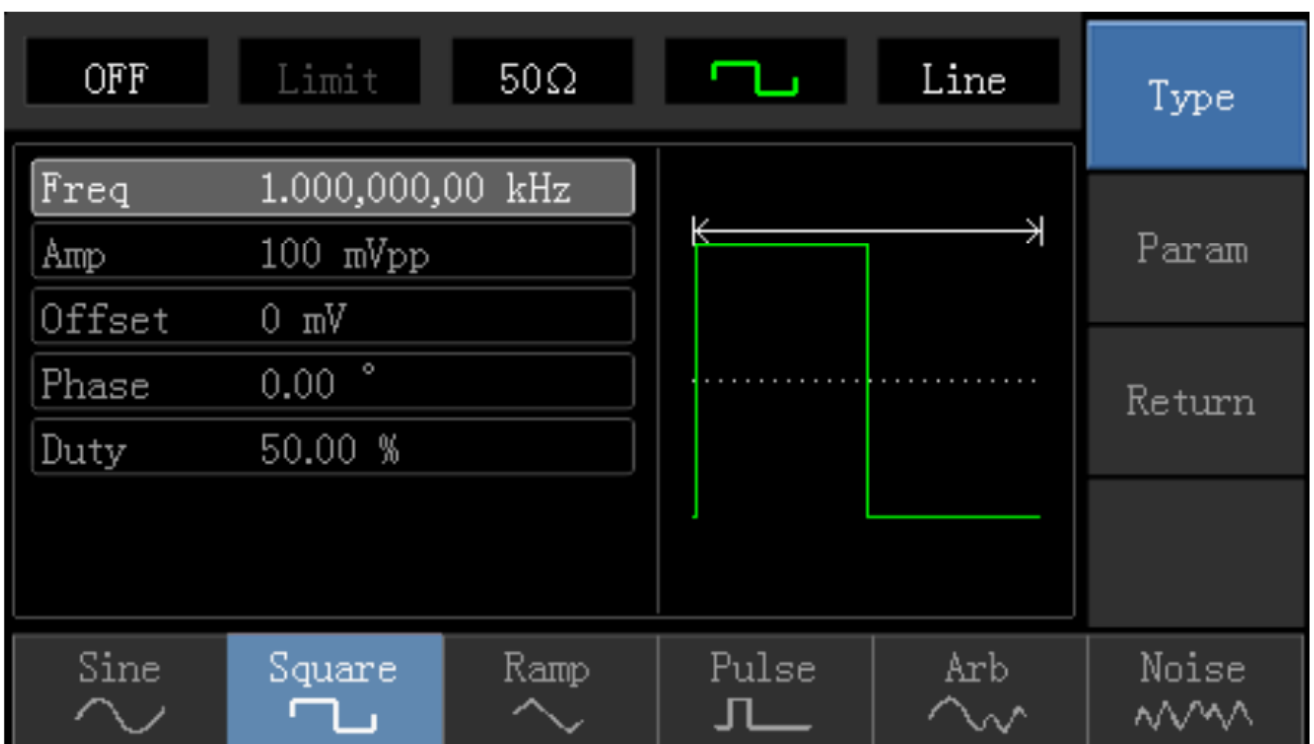 OFF Limit 50Ω Line Type
Freq 1.000,000,00 kHz
Amp 100 mVpp
Offset 0 mV
Phase 0.00 °
Duty 50.00 %
Param
Return
Sine Square Ramp Pulse Arb Noise